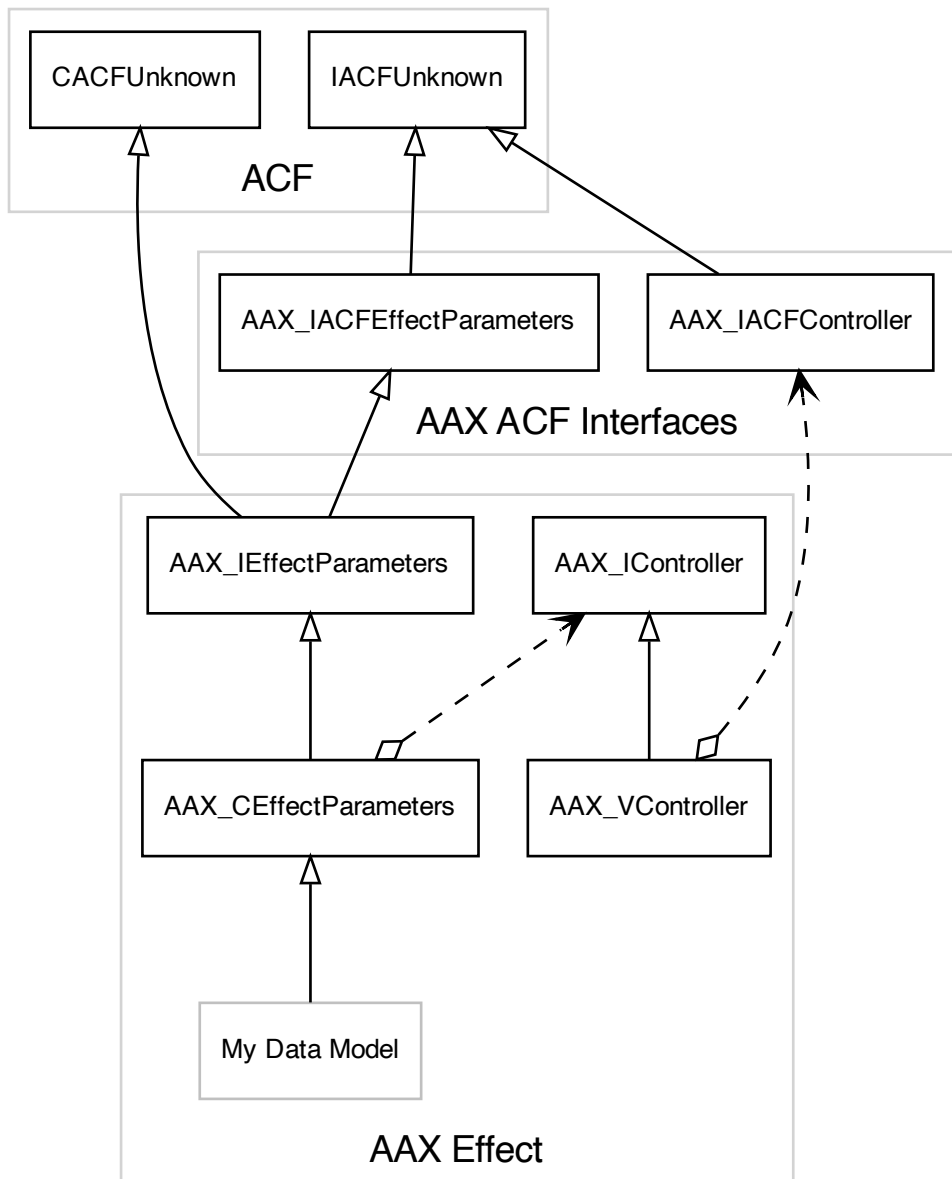 CACFUnknown
IACFUnknown
ACF
AAX_IACFEffectParameters
AAX_IACFController
AAX ACF Interfaces
AAX_IEffectParameters
AAX_IController
AAX_CEffectParameters
AAX_VController
My Data Model
AAX Effect